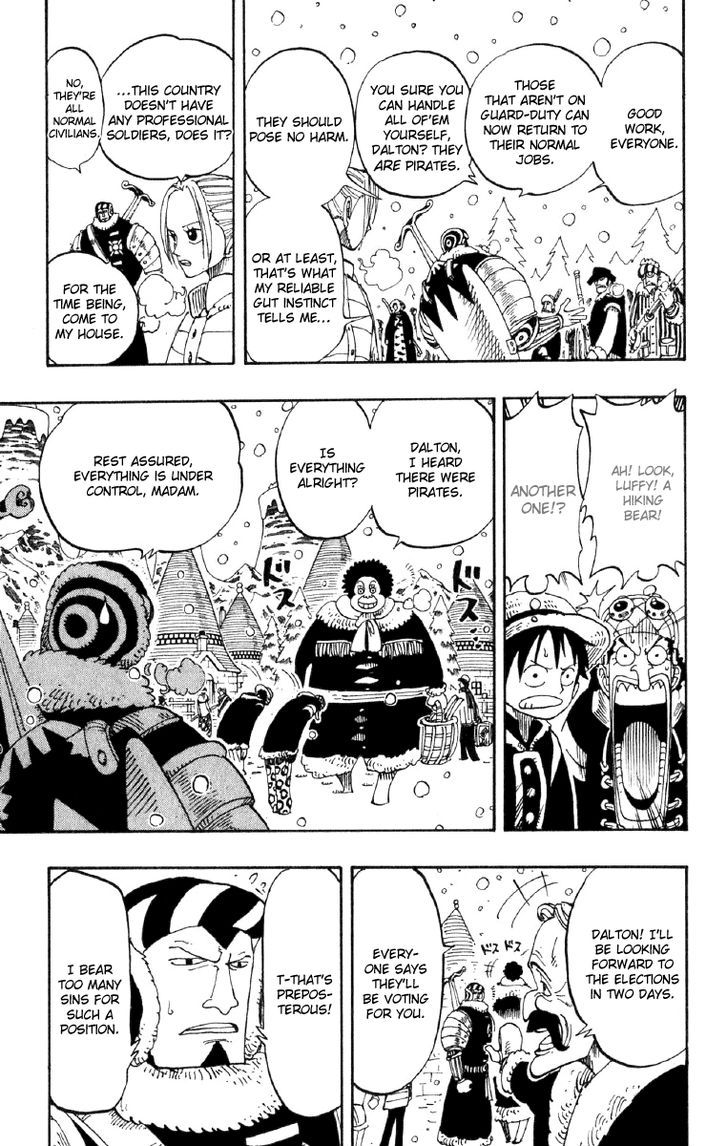 GOOD
WORK,
EVERYONE.
THOSE
THAT AREN'T ON
GUARD-DUTY CAN
NOW RETURN TO
THEIR NORMAL
JOBS.
YOU SURE YOU
CAN HANDLE
ALL OF'EM
YOURSELF,
DALTON? THEY
ARE PIRATES.
THEY SHOULD
POSE NO HARM.
OR AT LEAST,
THAT'S WHAT
MY RELIABLE
GUT INSTINCT
TELLS ME...
...THIS COUNTRY
DOESN'T HAVE
ANY PROFESSIONAL
SOLDIERS, DOES IT?
NO,
THEY'RE
ALL
NORMAL
CIVILIANS.
FOR THE
TIME BEING,
COME TO
MY HOUSE.
AH! LOOK,
LUFFY! A
HIKING
BEAR!
ANOTHER
ONE!?
DALTON,
I HEARD
THERE WERE
PIRATES.
IS
EVERYTHING
ALRIGHT?
REST ASSURED,
EVERYTHING IS UNDER
CONTROL, MADAM.
ドス
ドス
DALTON! I'LL
BE LOOKING
FORWARD TO
THE ELECTIONS
IN TWO DAYS.
EVERY-
ONE SAYS
THEY'LL
BE VOTING
FOR YOU.
ドス ドス
T-THAT'S
PREPOS-
TEROUS!
I BEAR
TOO MANY
SINS FOR
SUCH A
POSITION.